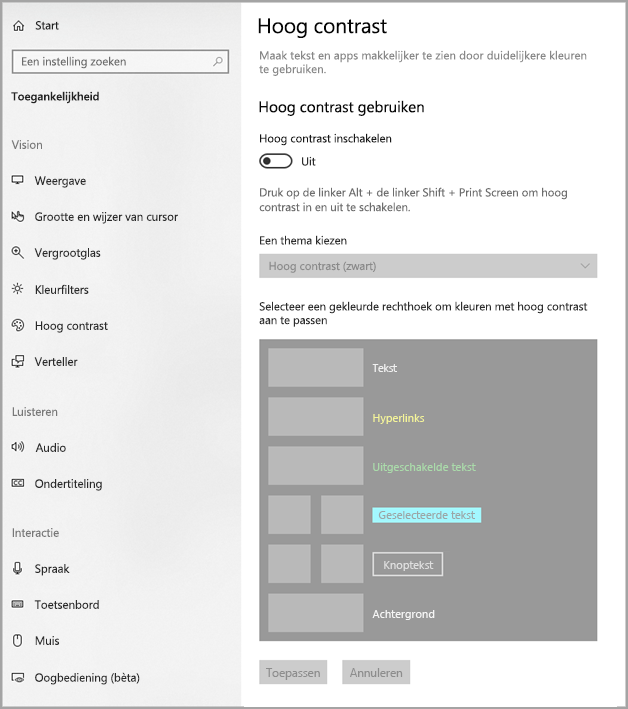 Start
Een instelling zoeken
Toegankelijkheid
Vision
Weergave
Grootte en wijzer van cursor
Vergrootglas
Kleurfilters
Hoog contrast
Verteller
Luisteren
Audio
Ondertiteling
Interactie
Spraak
Toetsenbord
Muis
Oogbediening (bèta)
Hoog contrast
Maak tekst en apps makkelijker te zien door duidelijkere kleuren
te gebruiken.
Hoog contrast gebruiken
Hoog contrast inschakelen
Uit
Druk op de linker Alt + de linker Shift + Print Screen om hoog
contrast in en uit te schakelen.
Een thema kiezen
Hoog contrast (zwart)
Selecteer een gekleurde rechthoek om kleuren met hoog contrast
aan te passen
Tekst
Hyperlinks
Uitgeschakelde tekst
Geselecteerde tekst
Knoptekst
Achtergrond
Toepassen
Annuleren